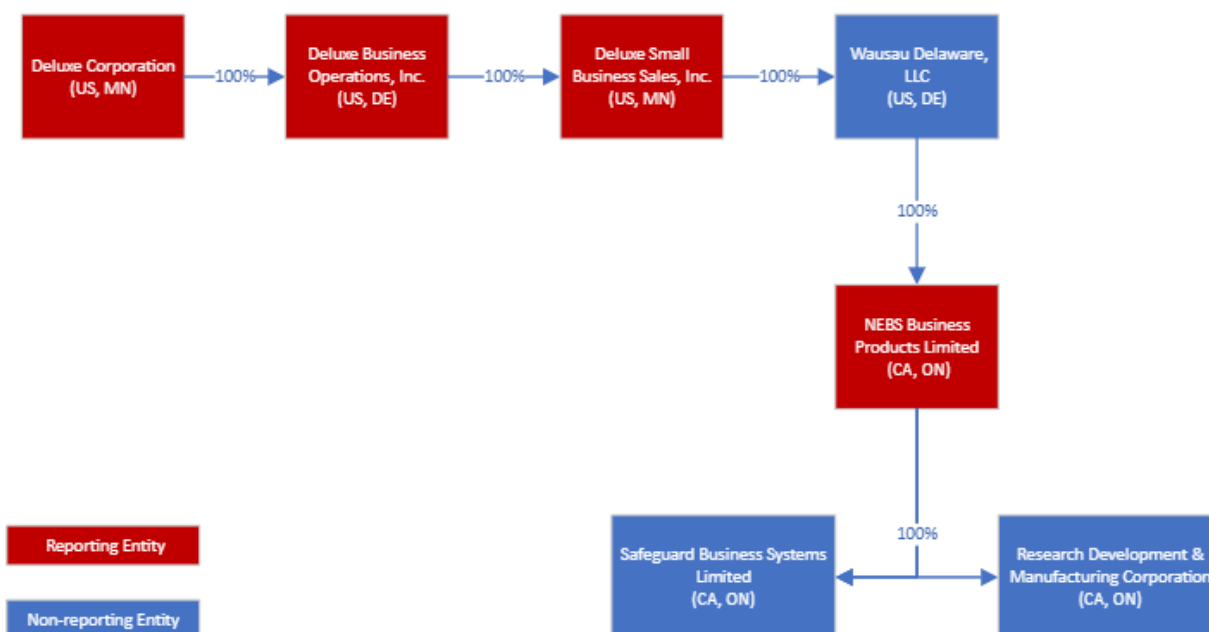 Deluxe Corporation
(US, MN)
100%
Deluxe Business
Operations, Inc.
(US, DE)
100%
Deluxe Small
Business Sales, Inc.
(US, MN)
100%
Wausau Delaware,
LLC
(US, DE)
100%
NEBS Business
Products Limited
(CA, ON)
100%
Safeguard Business Systems
Limited
(CA, ON)
Research Development &
Manufacturing Corporation
(CA, ON)
Reporting Entity
Non-reporting Entity